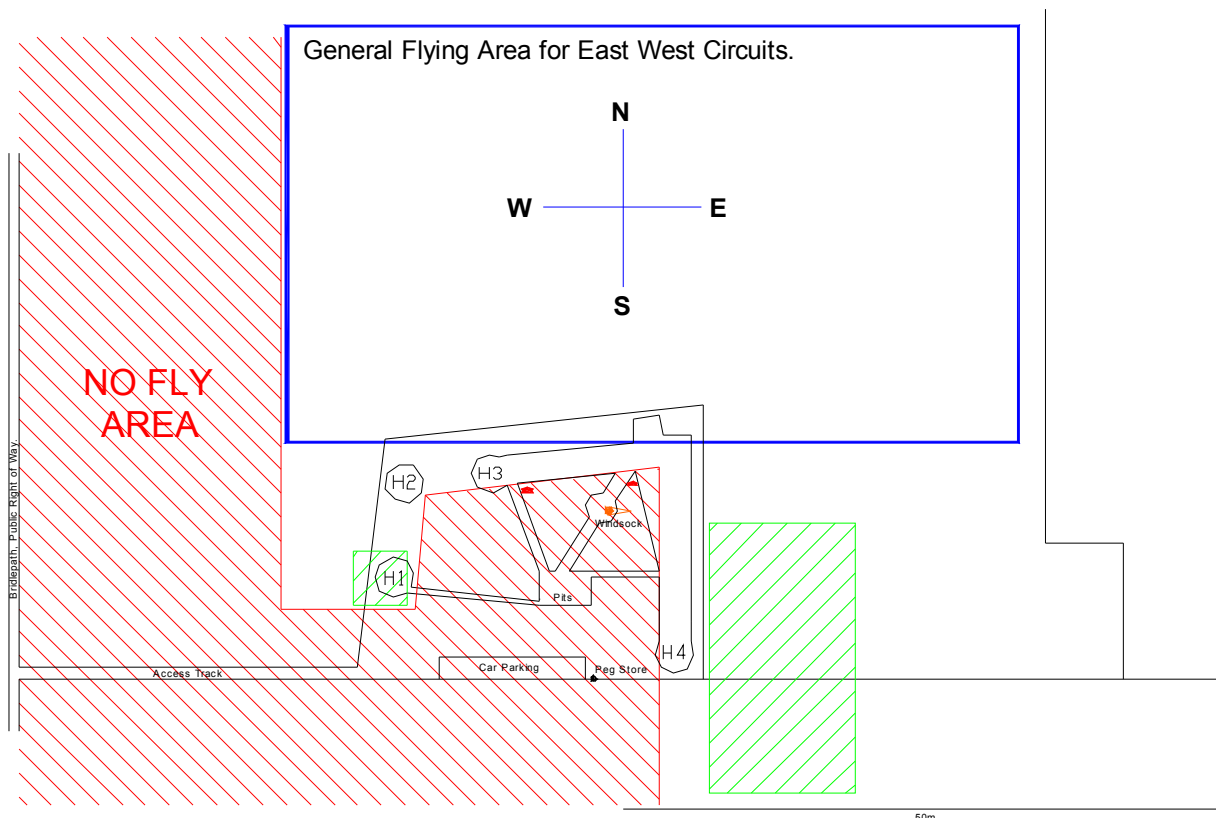 General Flying Area for East West Circuits.
N
W
E
S
NO FLY
AREA
Bridlepath, Public Right of Way.
H2
H3
Windsock
H1
Pits
H4
Car Parking
Peg Store
Access Track
50m